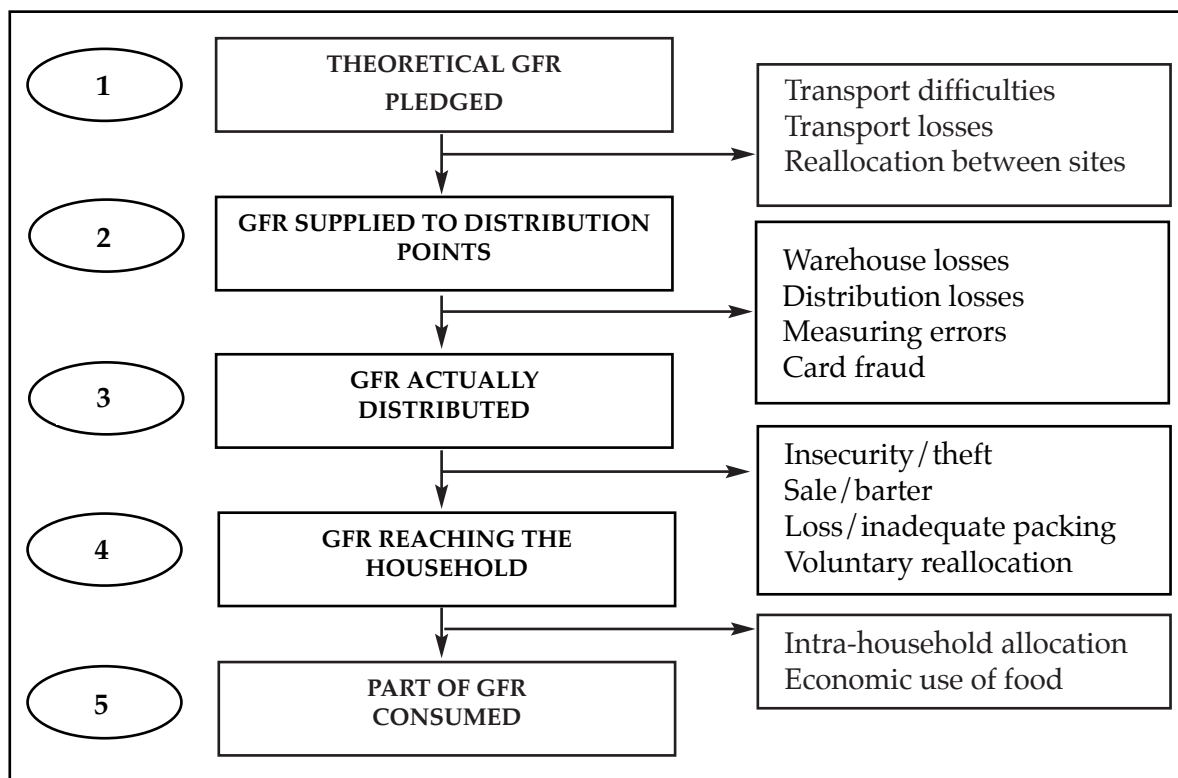 1
THEORETICAL GFR
PLEDGED
Transport difficulties
Transport losses
Reallocation between sites
2
GFR SUPPLIED TO DISTRIBUTION
POINTS
Warehouse losses
Distribution losses
Measuring errors
Card fraud
3
GFR ACTUALLY
DISTRIBUTED
Insecurity/theft
Sale/barter
Loss/inadequate packing
Voluntary reallocation
4
GFR REACHING THE
HOUSEHOLD
Intra-household allocation
Economic use of food
5
PART OF GFR
CONSUMED